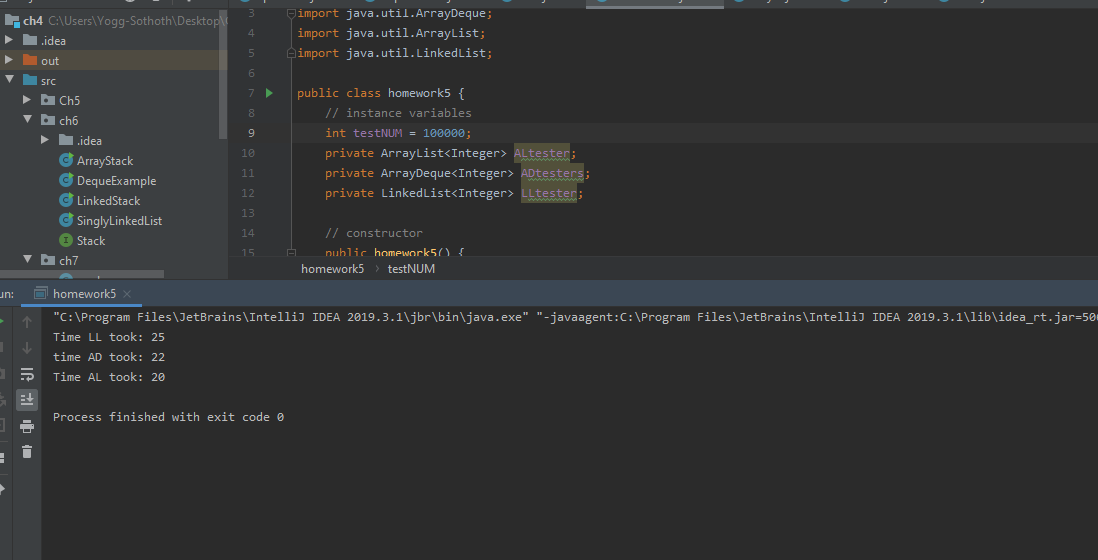 ch4 C:\Users\Yogg-Sothoth\Desktop\
.idea
out
src
Ch5
ch6
.idea
ArrayStack
DequeExample
LinkedStack
SinglyLinkedList
Stack
ch7
3 import java.util.ArrayDeque;
4 import java.util.ArrayList;
5 import java.util.LinkedList;
6
7 public class homework5 {
8 // instance variables
9 int testNUM = 100000;
10 private ArrayList<Integer> ALtester;
11 private ArrayDeque<Integer> ADtesters;
12 private LinkedList<Integer> LLtester;
13
14 // constructor
15 public homework5() {
homework5 › testNUM
un: homework5 ×
"C:\Program Files\JetBrains\IntelliJ IDEA 2019.3.1\jbr\bin\java.exe" "-javaagent:C:\Program Files\JetBrains\IntelliJ IDEA 2019.3.1\lib\idea_rt.jar=50
Time LL took: 25
time AD took: 22
Time AL took: 20
Process finished with exit code 0